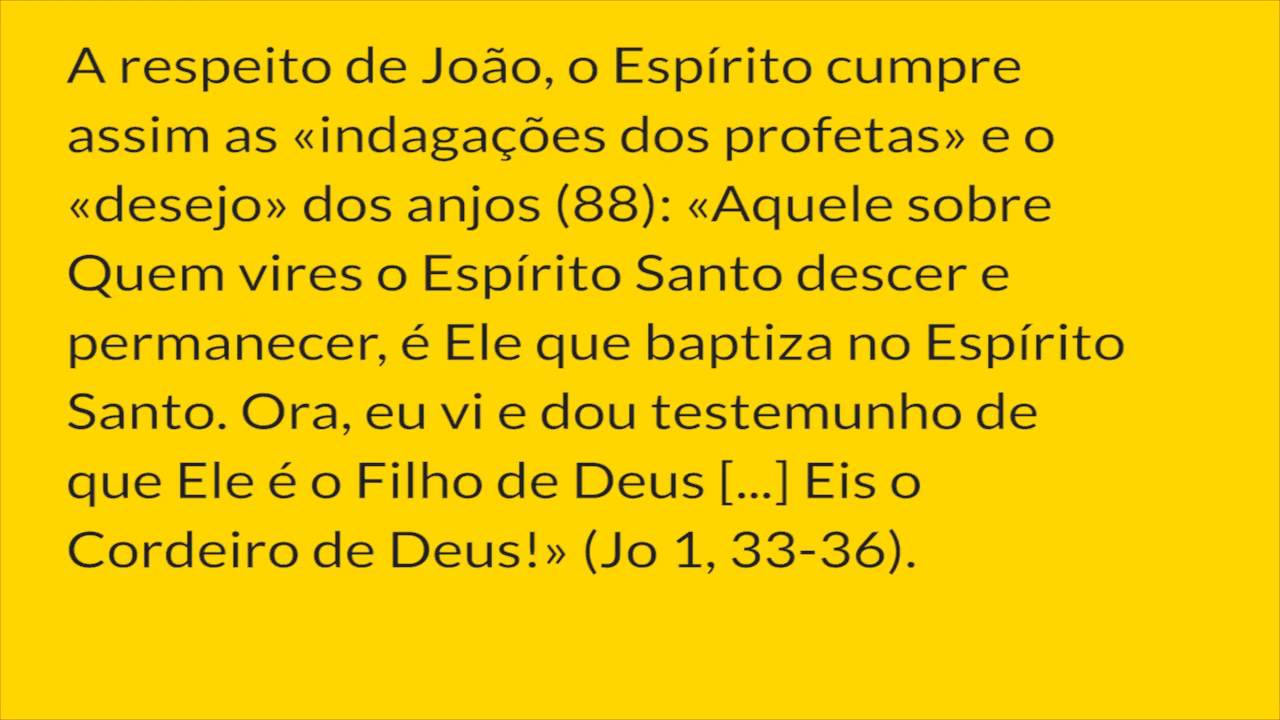 A respeito de João, o Espírito cumpre
assim as «indagações dos profetas» e o
«desejo» dos anjos (88): «Aquele sobre
Quem vires o Espírito Santo descer e
permanecer, é Ele que baptiza no Espírito
Santo. Ora, eu vi e dou testemunho de
que Ele é o Filho de Deus [...] Eis o
Cordeiro de Deus!» (Jo 1, 33-36).